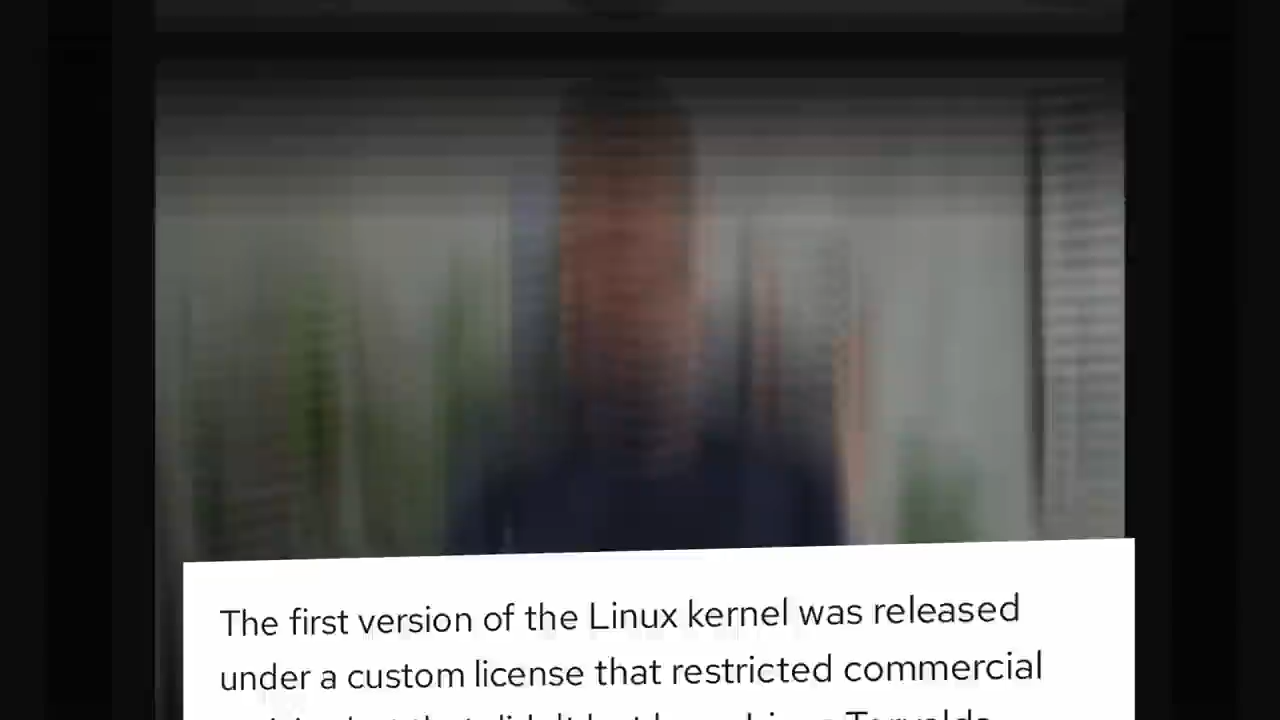 The first version of the Linux kernel was released
under a custom license that restricted commercial